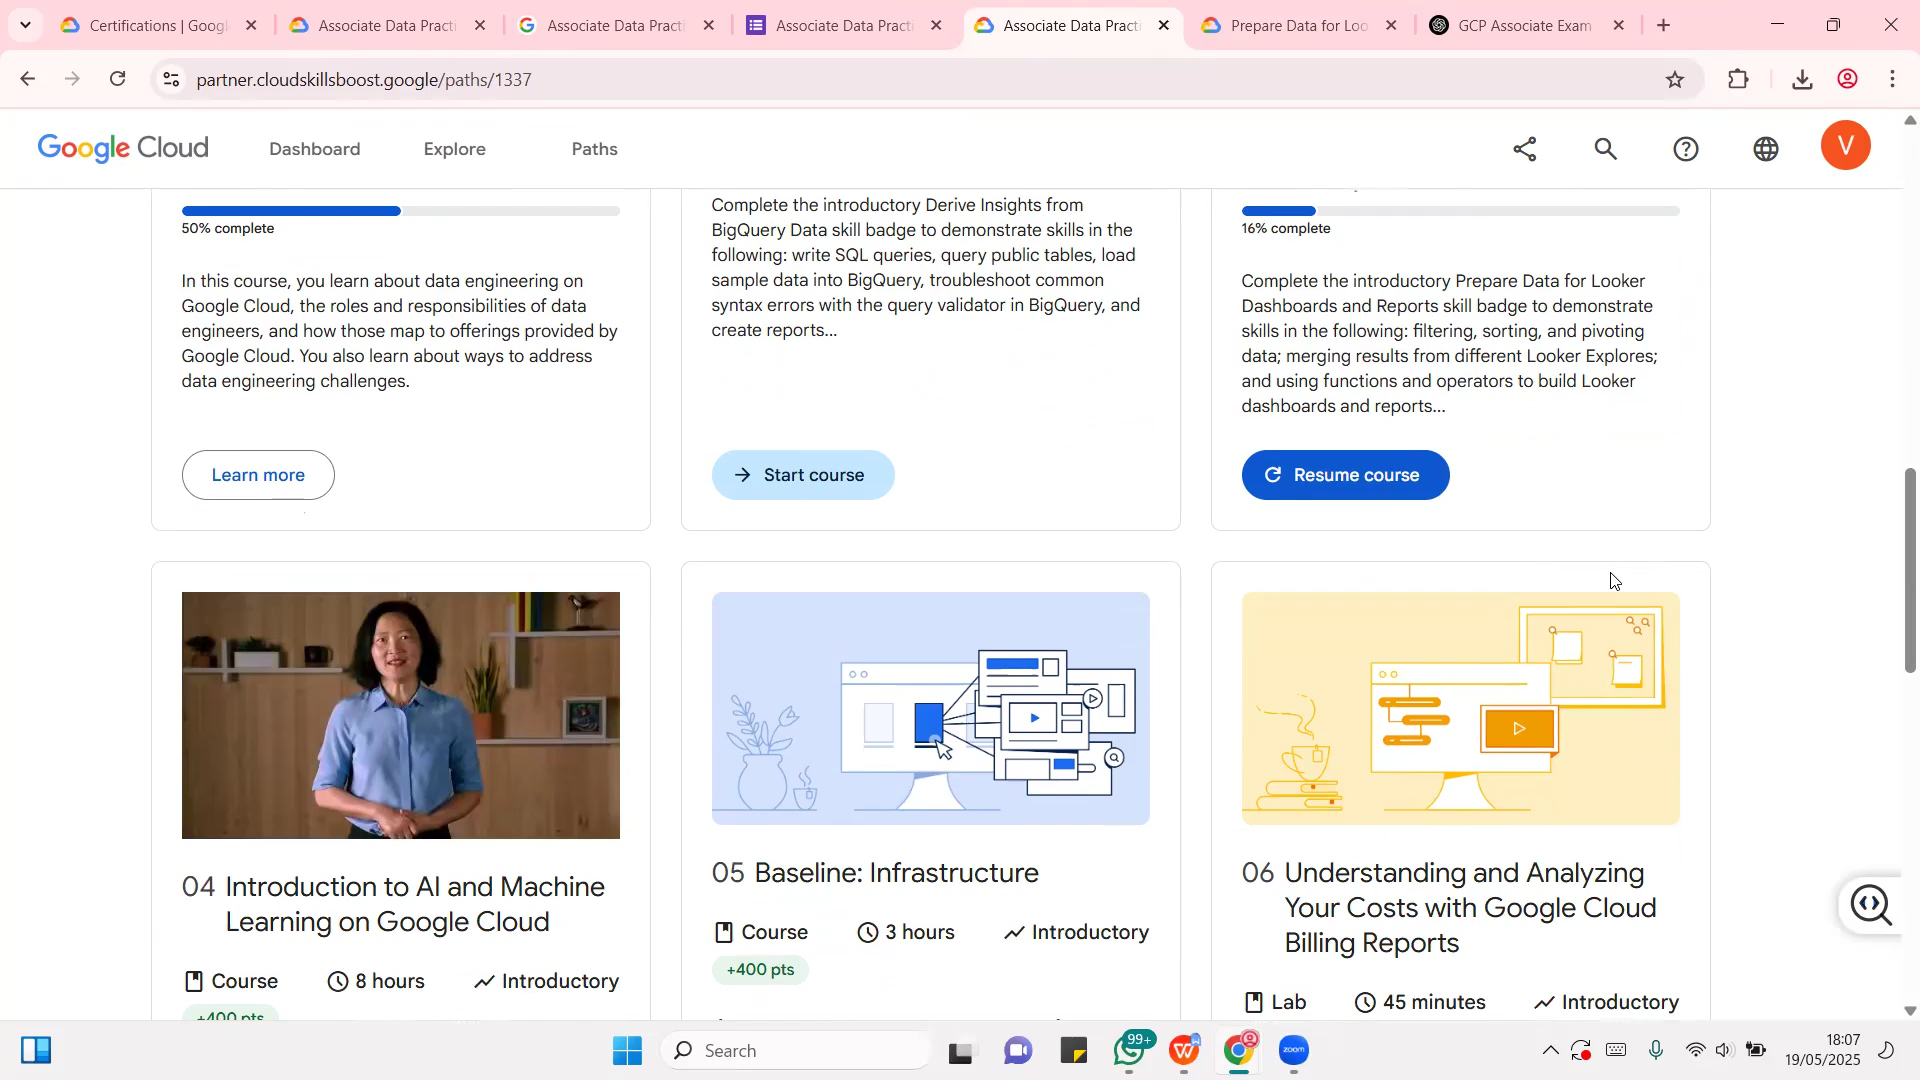 Certifications | Googl
Associate Data Practi
Associate Data Practi
Associate Data Practi
Associate Data Practi
Prepare Data for Loo
GCP Associate Exam
partner.cloudskillsboost.google/paths/1337
Google Cloud
Dashboard
Explore
Paths
V
50% complete
In this course, you learn about data engineering on
Google Cloud, the roles and responsibilities of data
engineers, and how those map to offerings provided by
Google Cloud. You also learn about ways to address
data engineering challenges.
Learn more
Complete the introductory Derive Insights from
BigQuery Data skill badge to demonstrate skills in the
following: write SQL queries, query public tables, load
sample data into BigQuery, troubleshoot common
syntax errors with the query validator in BigQuery, and
create reports...
Start course
16% complete
Complete the introductory Prepare Data for Looker
Dashboards and Reports skill badge to demonstrate
skills in the following: filtering, sorting, and pivoting
data; merging results from different Looker Explores;
and using functions and operators to build Looker
dashboards and reports...
Resume course
04 Introduction to AI and Machine
Learning on Google Cloud
Course
8 hours
Introductory
+400 pts
05 Baseline: Infrastructure
Course
3 hours
Introductory
+400 pts
06 Understanding and Analyzing
Your Costs with Google Cloud
Billing Reports
Lab
45 minutes
Introductory
Search
99+
zoom
18:07
19/05/2025